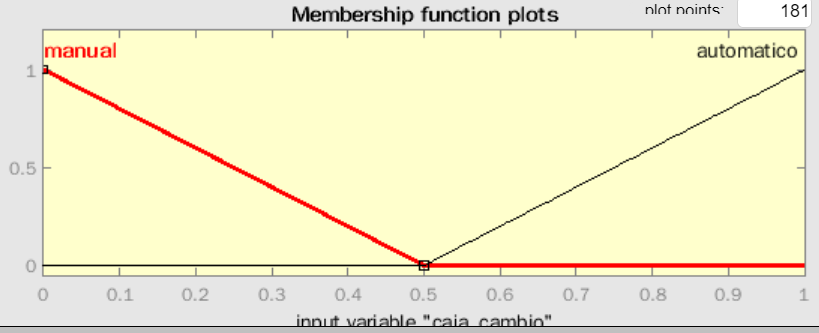 Membership function plots
plot points: 181
manual
automatico
1
0.5
0
0 0.1 0.2 0.3 0.4 0.5 0.6 0.7 0.8 0.9 1
input variable "caja_cambio"